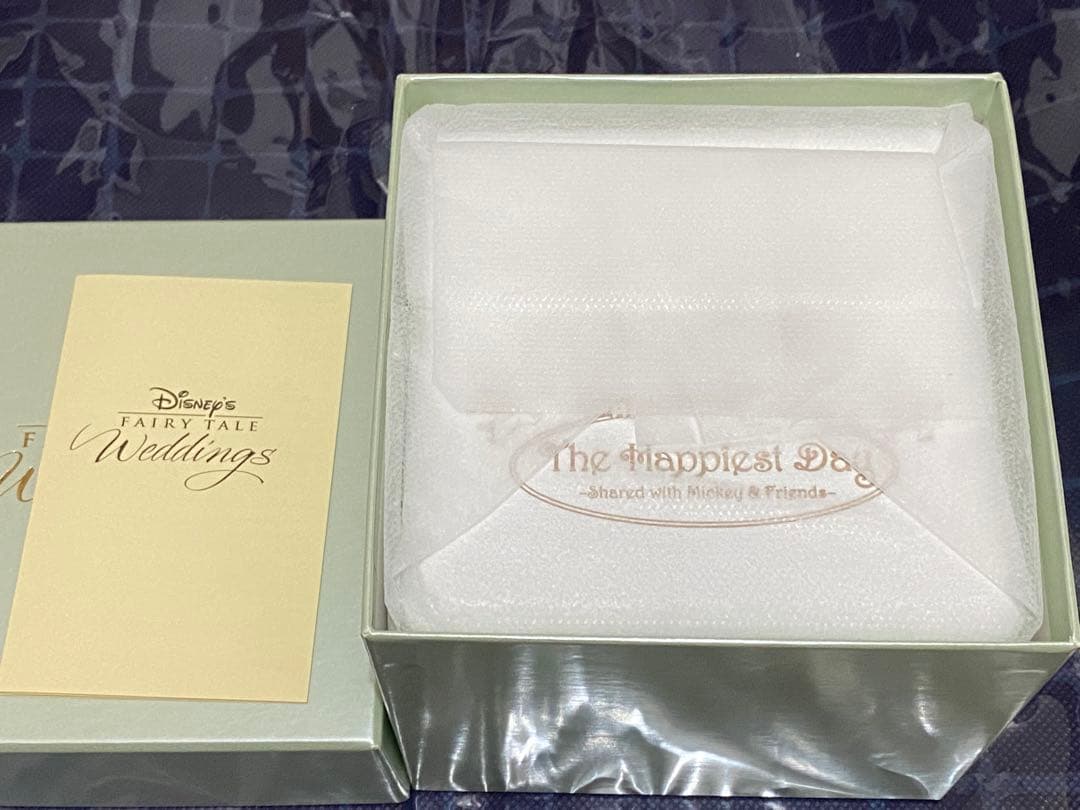 Disney's
FAIRY TALE
Weddings
F
W
The Happiest Day
~Shared with Mickey & Friends~